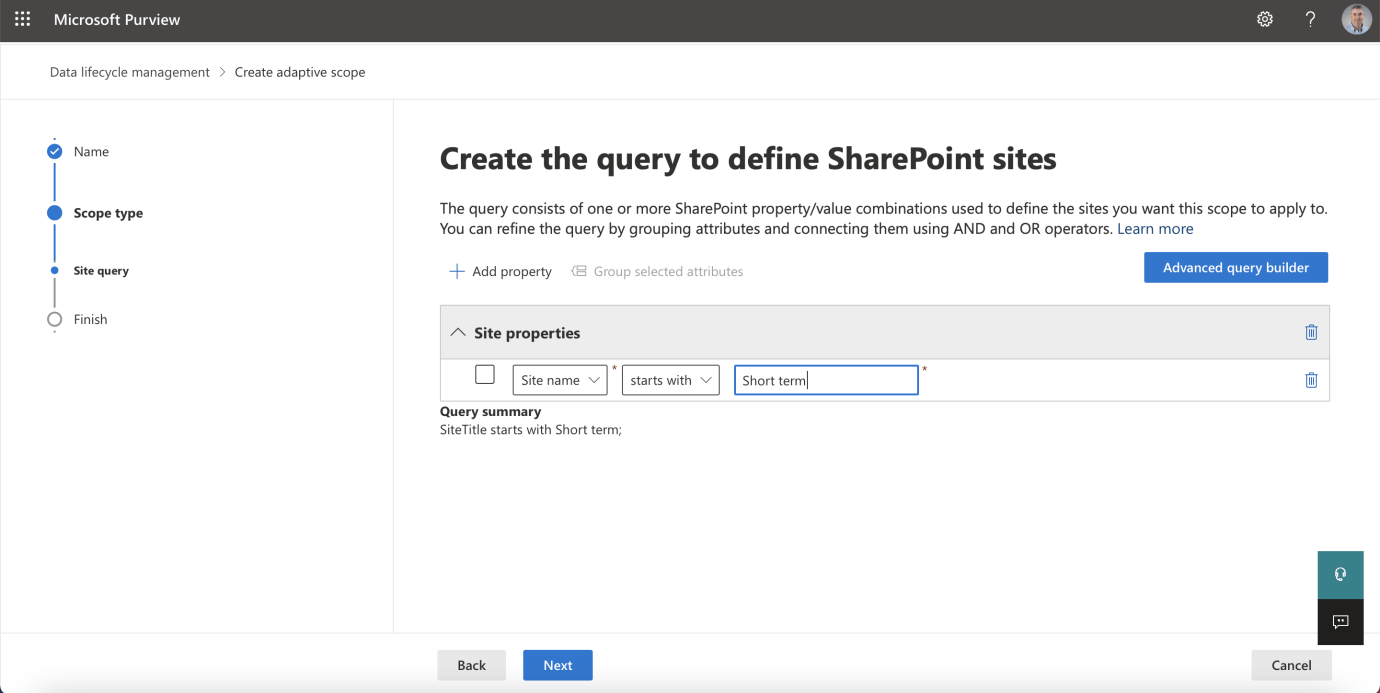 Microsoft Purview
?
Data lifecycle management > Create adaptive scope
Name
Scope type
Site query
Finish
Create the query to define SharePoint sites
The query consists of one or more SharePoint property/value combinations used to define the sites you want this scope to apply to.
You can refine the query by grouping attributes and connecting them using AND and OR operators. Learn more
+ Add property Group selected attributes
Advanced query builder
Site properties
Site name * starts with Short term *
Query summary
SiteTitle starts with Short term;
Back Next Cancel